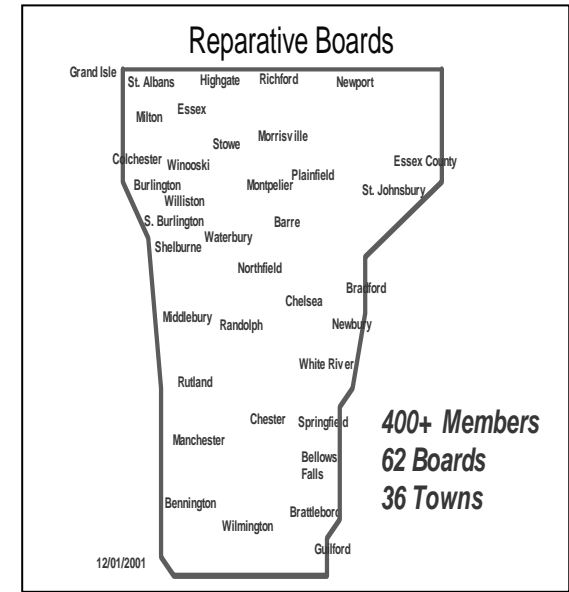 Reparative Boards
Grand Isle
St. Albans
Highgate
Richford
Newport
Milton
Essex
Stowe
Morrisville
Colchester
Winooski
Essex County
Burlington
Montpelier
Plainfield
St. Johnsbury
Williston
S. Burlington
Barre
Shelburne
Waterbury
Northfield
Chelsea
Bradford
Middlebury
Randolph
Newbury
White River
Rutland
Chester
Springfield
400+ Members
Manchester
Bellows
Falls
62 Boards
36 Towns
Bennington
Wilmington
Brattleboro
Guilford
12/01/2001